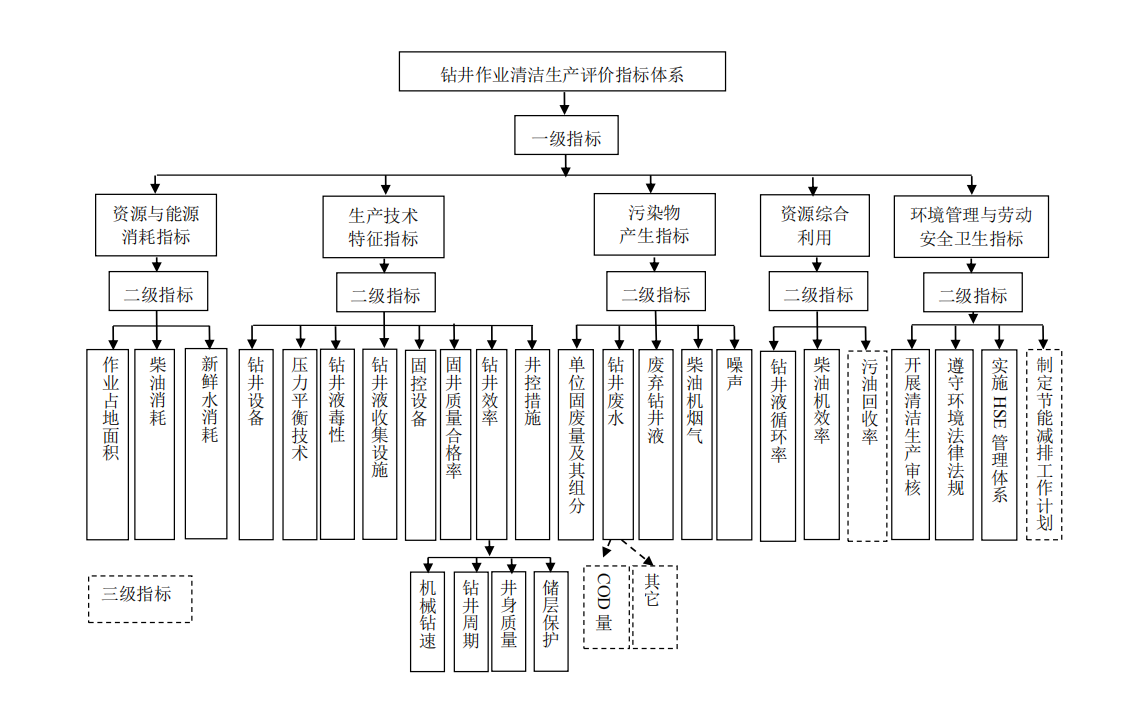 钻井作业清洁生产评价指标体系
一级指标
资源与能源
消耗指标
生产技术
特征指标
污染物
产生指标
资源综合
利用
环境管理与劳动
安全卫生指标
二级指标
二级指标
二级指标
二级指标
二级指标
作业占地面积
柴油消耗
新鲜水消耗
钻井设备
压力平衡技术
钻井液毒性
钻井液收集设施
固控设备
固井质量合格率
钻井效率
井控措施
单位固废量及其组分
钻井废水
废弃钻井液
柴油机烟气
噪声
钻井液循环率
柴油机效率
污油回收率
开展清洁生产审核
遵守环境法律法规
实施 HSE 管理体系
制定节能减排工作计划
三级指标
机械钻速
钻井周期
井身质量
储层保护
COD 量
其它